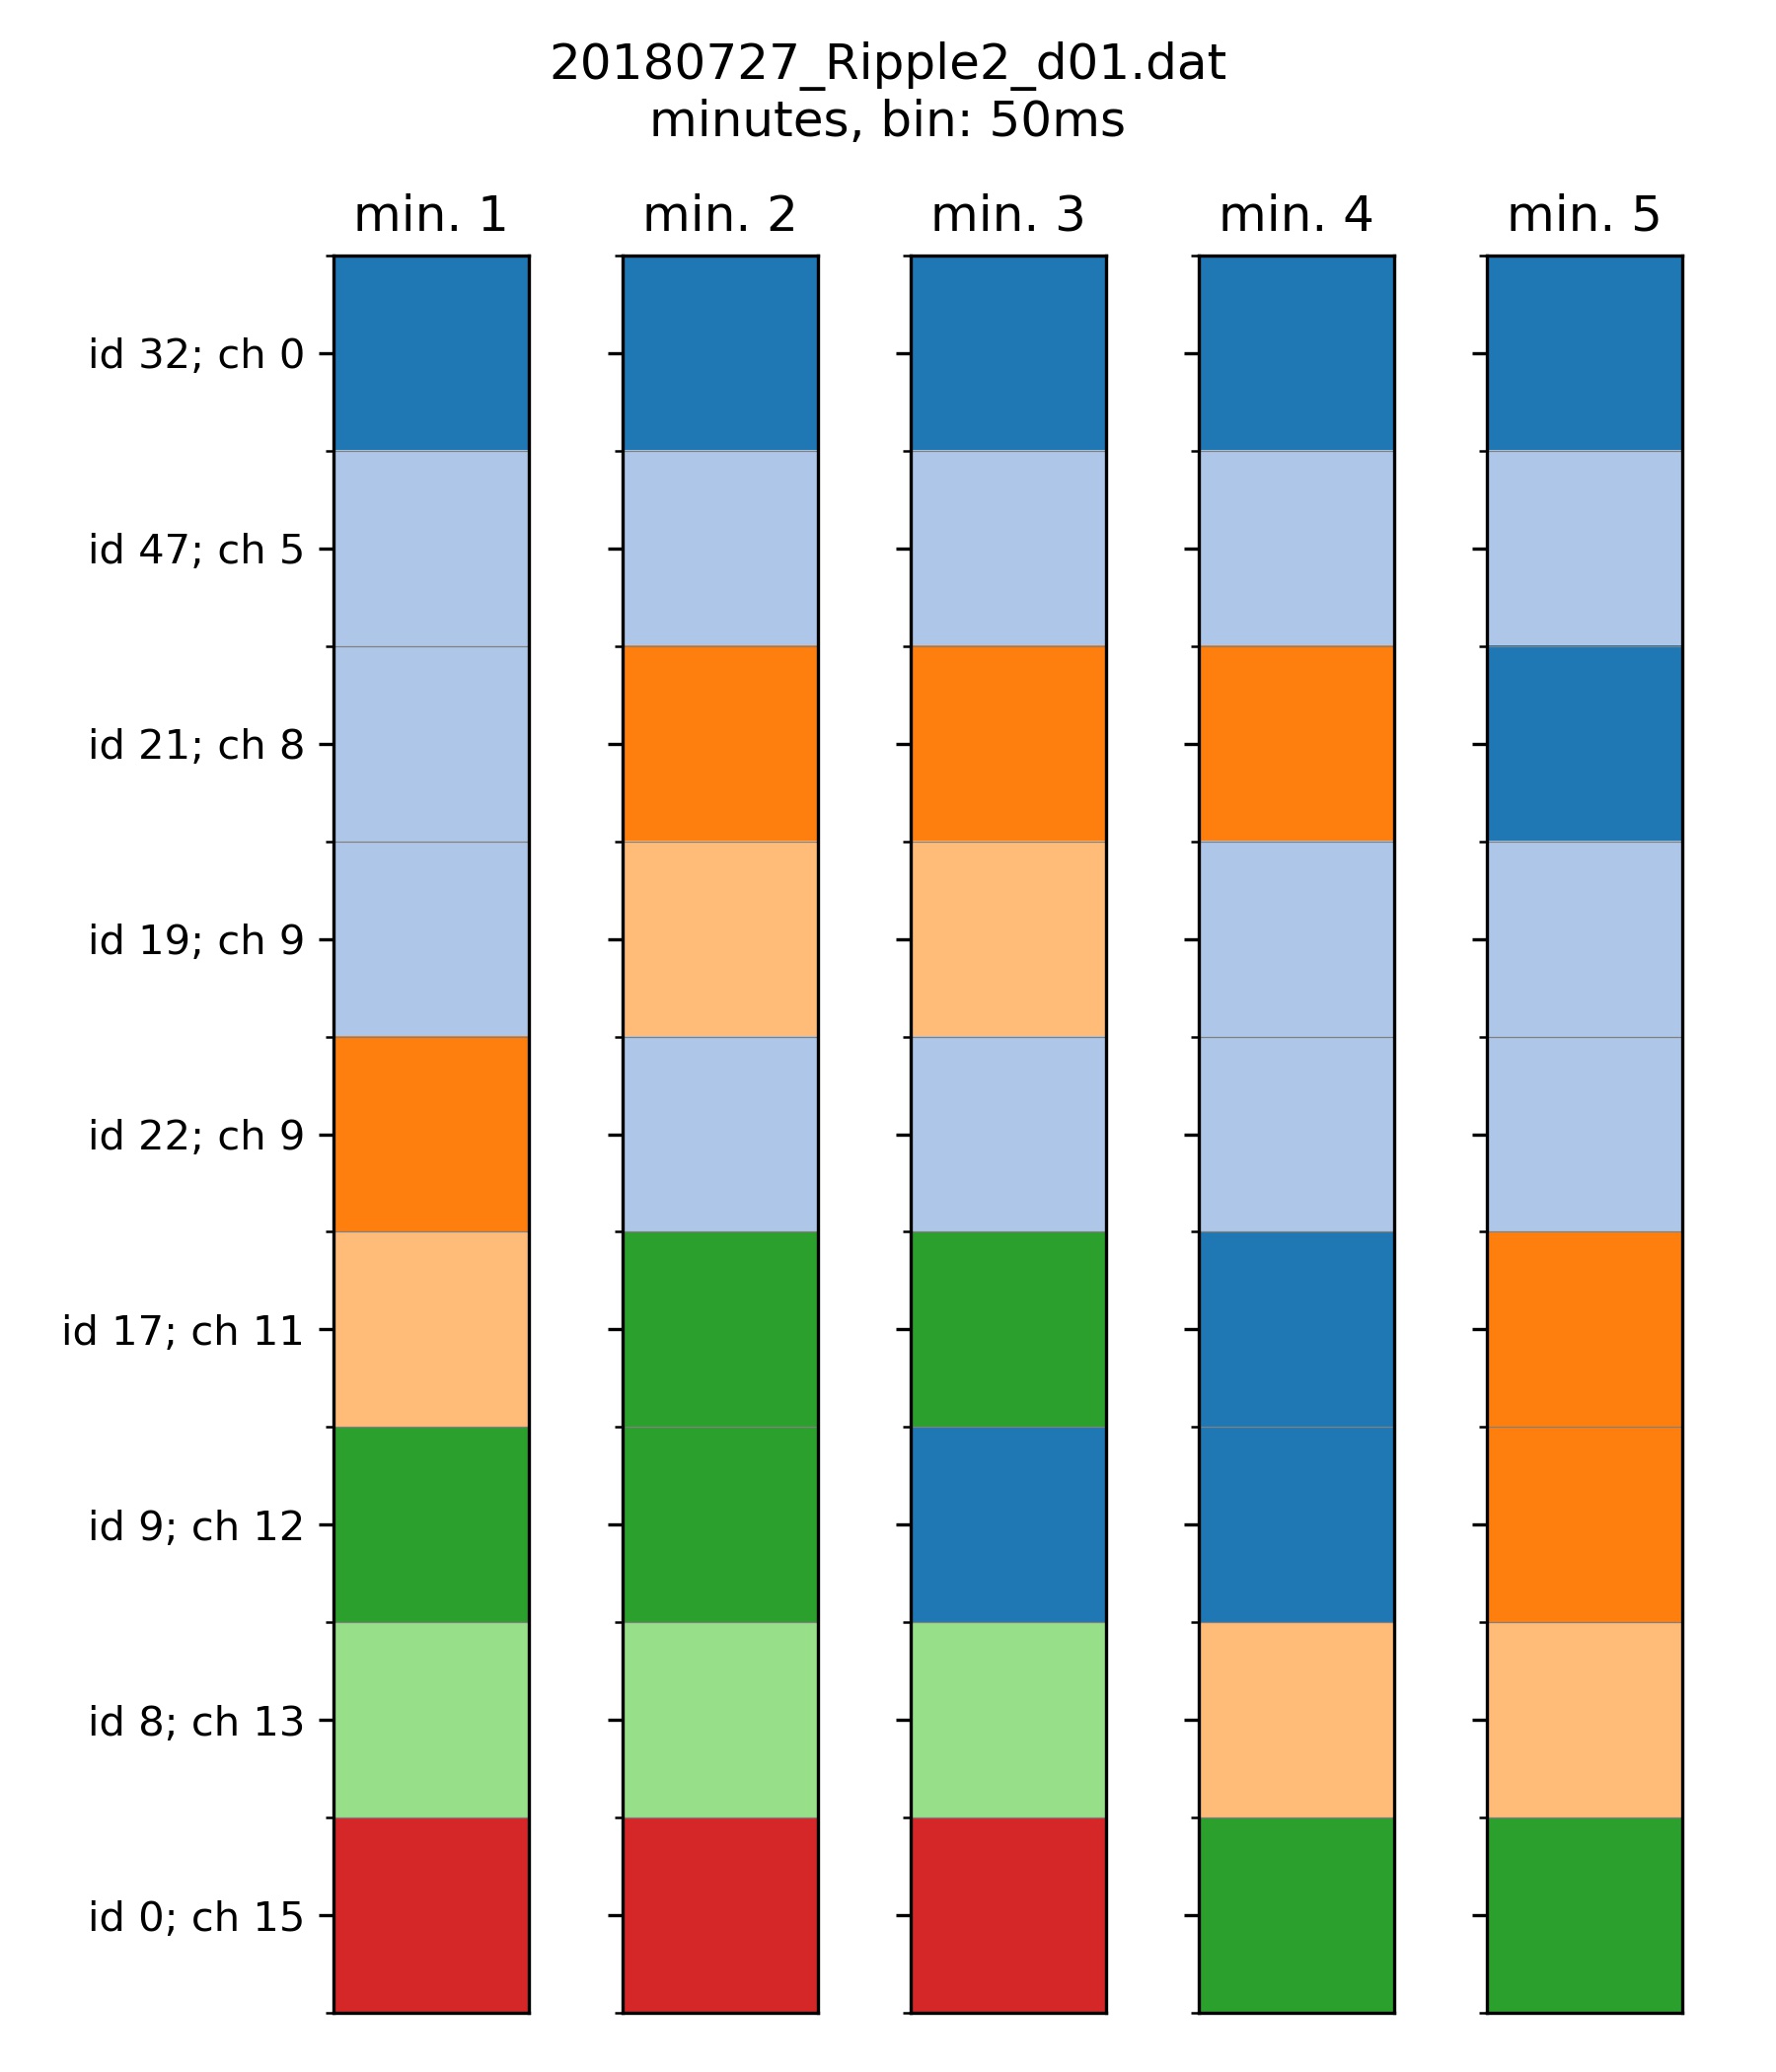 20180727_Ripple2_d01.dat
minutes, bin: 50ms
min. 1 min. 2 min. 3 min. 4 min. 5
id 32; ch 0
id 47; ch 5
id 21; ch 8
id 19; ch 9
id 22; ch 9
id 17; ch 11
id 9; ch 12
id 8; ch 13
id 0; ch 15